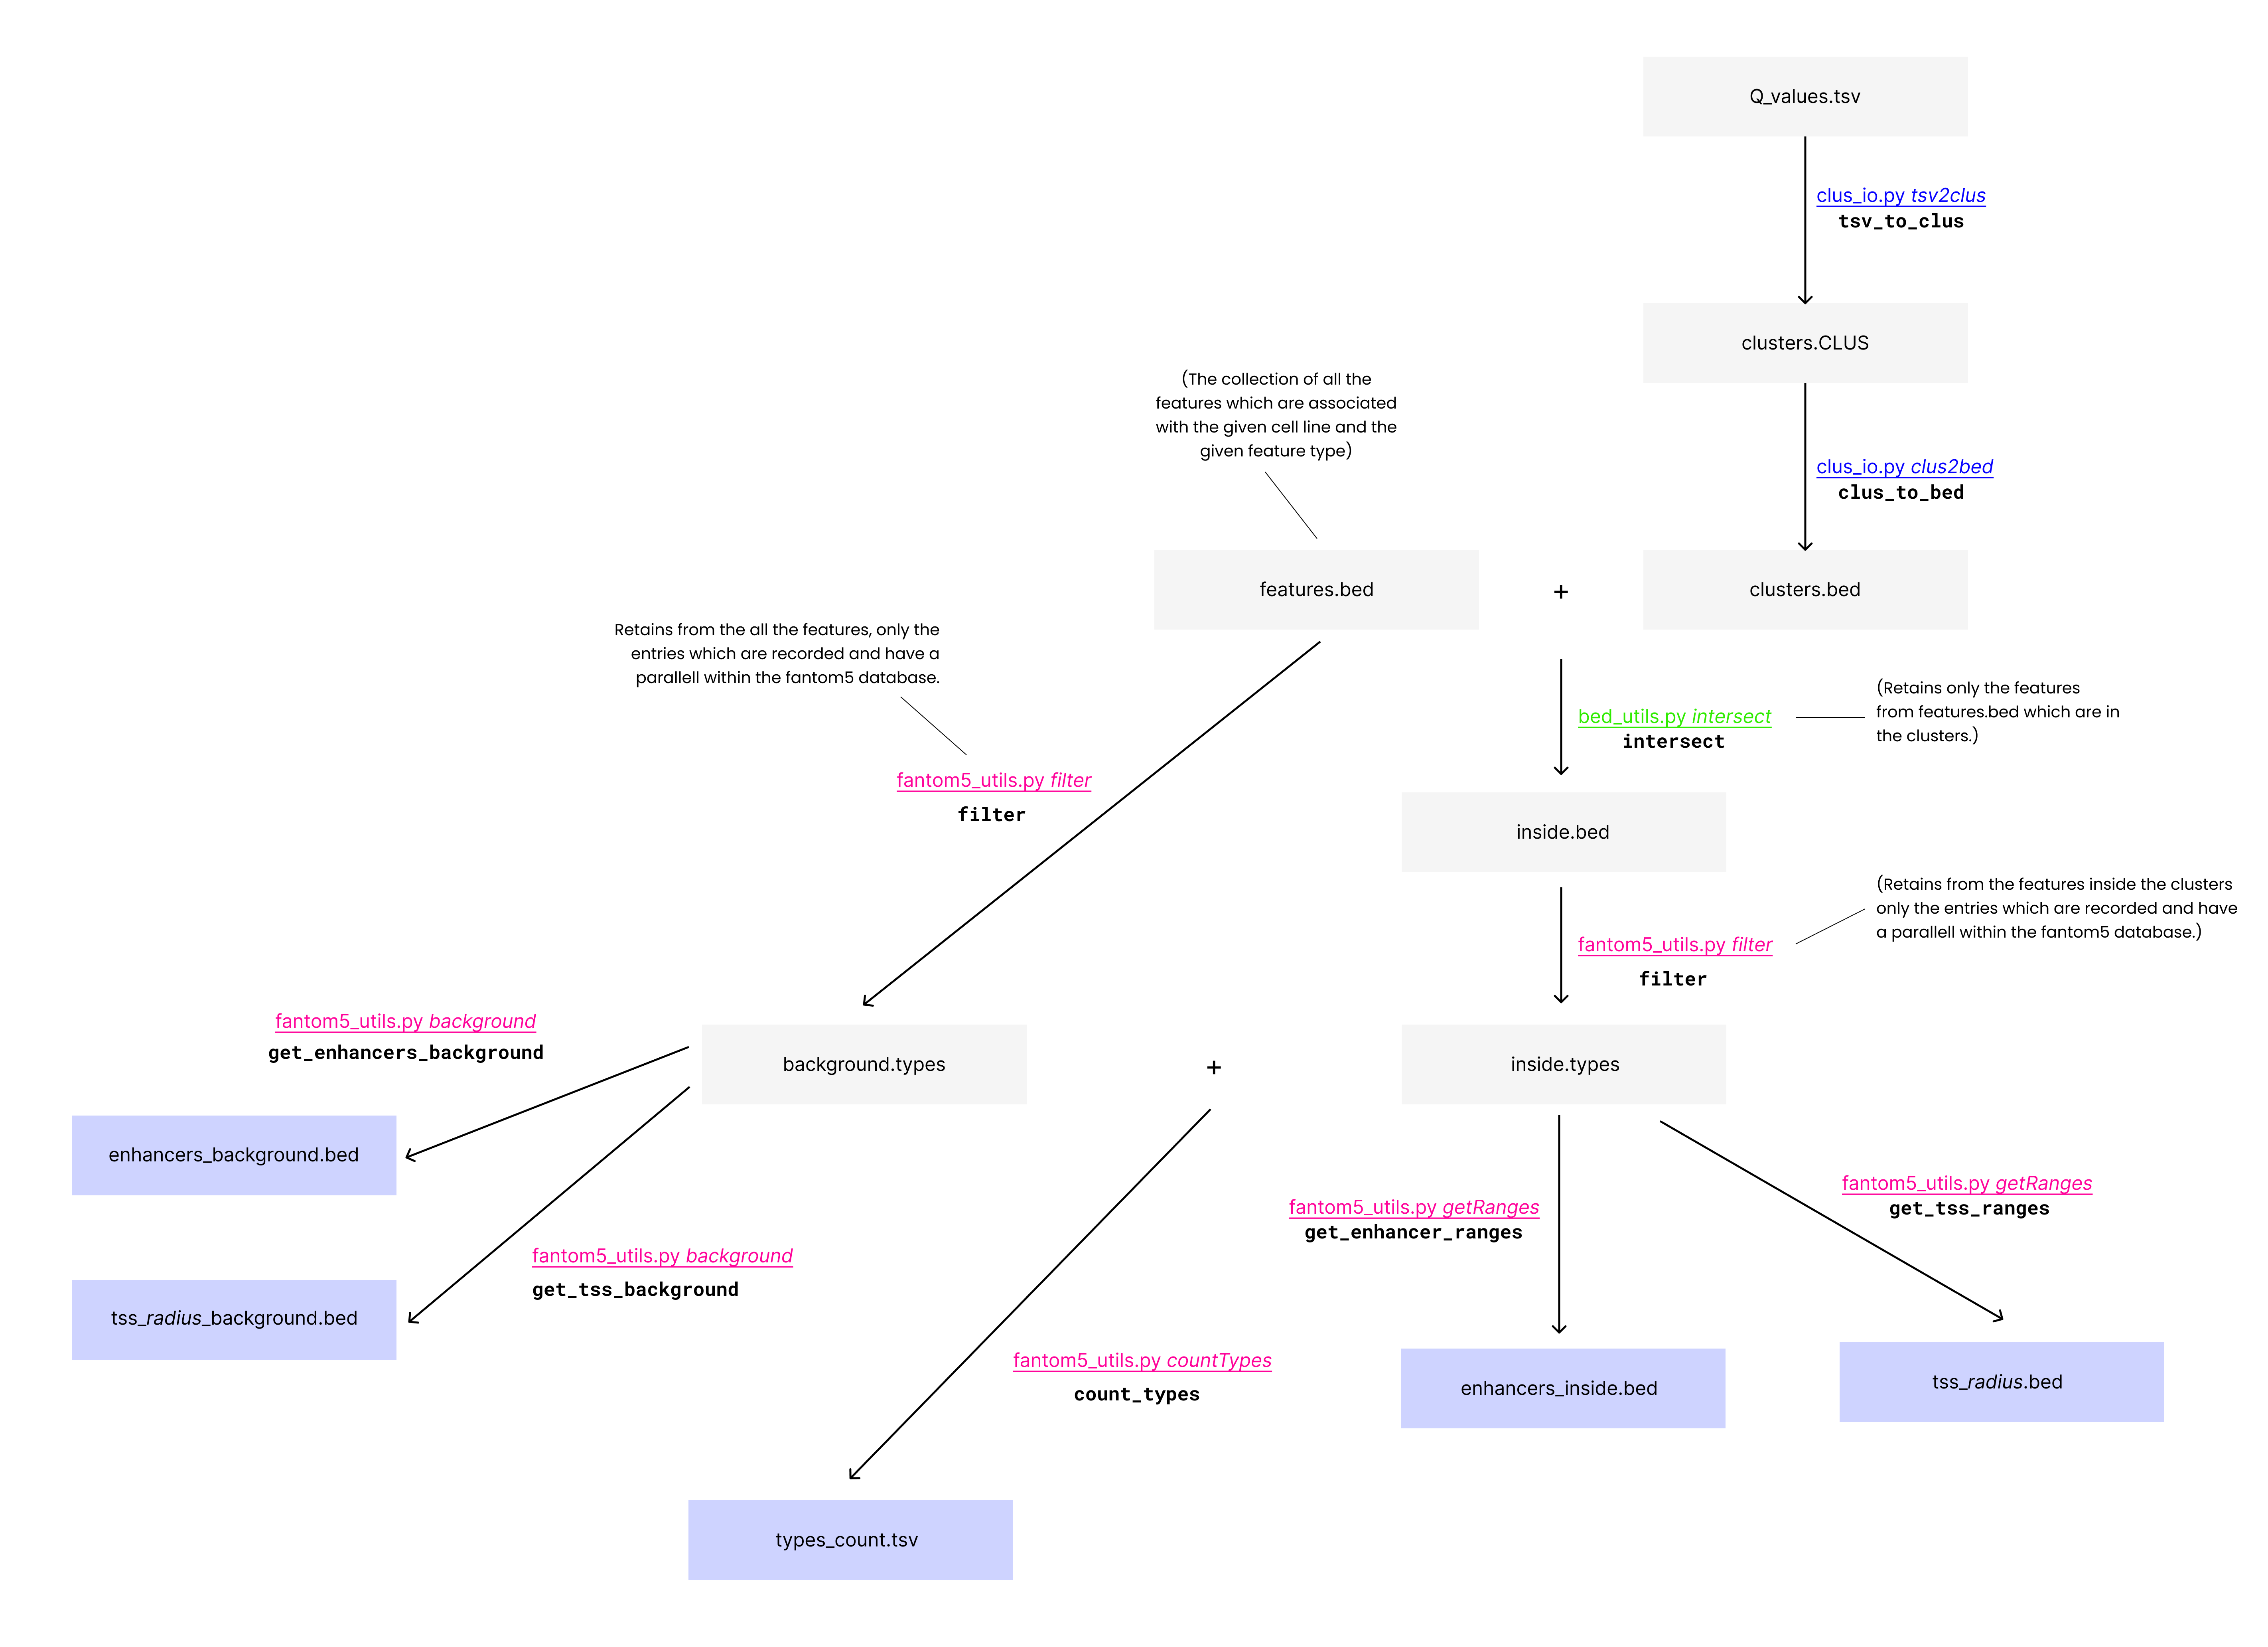 Q_values.tsv
clus_io.py tsv2clus
tsv_to_clus
clusters.CLUS
(The collection of all the
features which are associated
with the given cell line and the
given feature type)
clus_io.py clus2bed
clus_to_bed
features.bed
+
clusters.bed
Retains from the all the features, only the
entries which are recorded and have a
parallell within the fantom5 database.
bed_utils.py intersect
intersect
(Retains only the features
from features.bed which are in
the clusters.)
fantom5_utils.py filter
filter
inside.bed
(Retains from the features inside the clusters
only the entries which are recorded and have
a parallell within the fantom5 database.)
fantom5_utils.py filter
filter
fantom5_utils.py background
get_enhancers_background
background.types
+
inside.types
enhancers_background.bed
fantom5_utils.py getRanges
get_enhancer_ranges
fantom5_utils.py getRanges
get_tss_ranges
fantom5_utils.py background
get_tss_background
tss_radius_background.bed
fantom5_utils.py countTypes
count_types
enhancers_inside.bed
tss_radius.bed
types_count.tsv